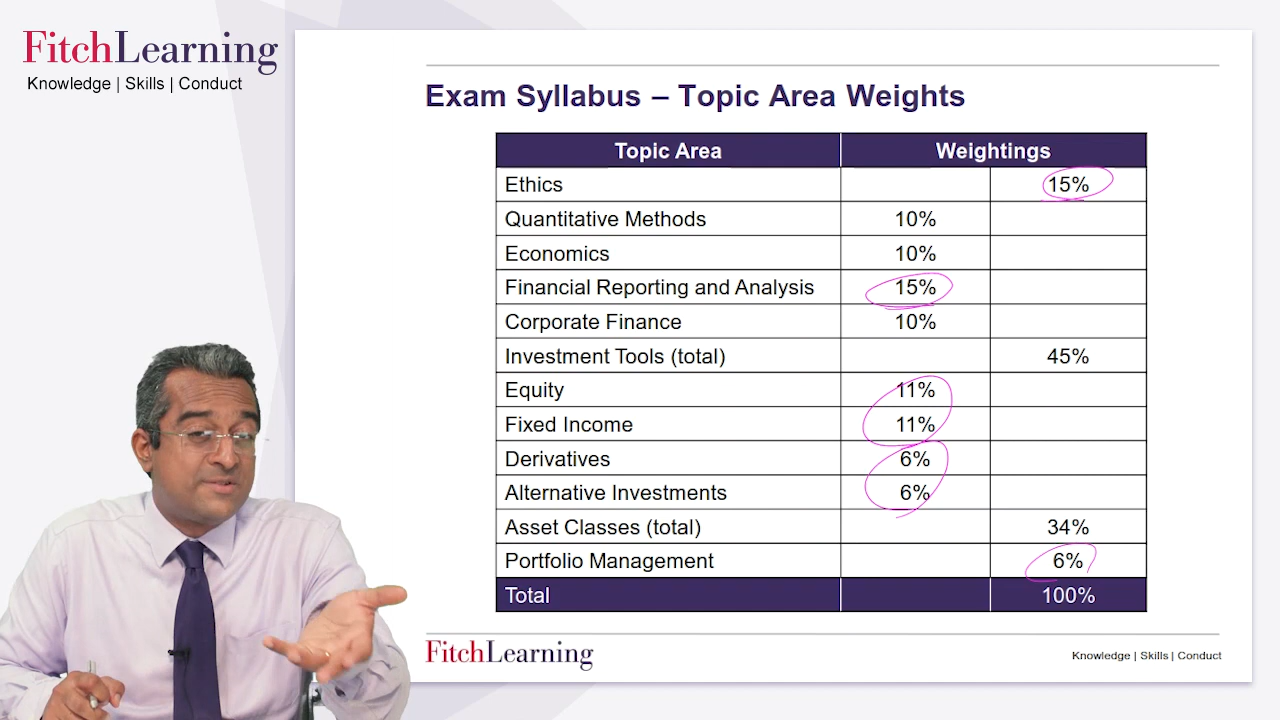 FitchLearning
Knowledge | Skills | Conduct
Exam Syllabus – Topic Area Weights
Topic Area Weightings
Ethics 15%
Quantitative Methods 10%
Economics 10%
Financial Reporting and Analysis 15%
Corporate Finance 10%
Investment Tools (total) 45%
Equity 11%
Fixed Income 11%
Derivatives 6%
Alternative Investments 6%
Asset Classes (total) 34%
Portfolio Management 6%
Total 100%
FitchLearning
Knowledge | Skills | Conduct